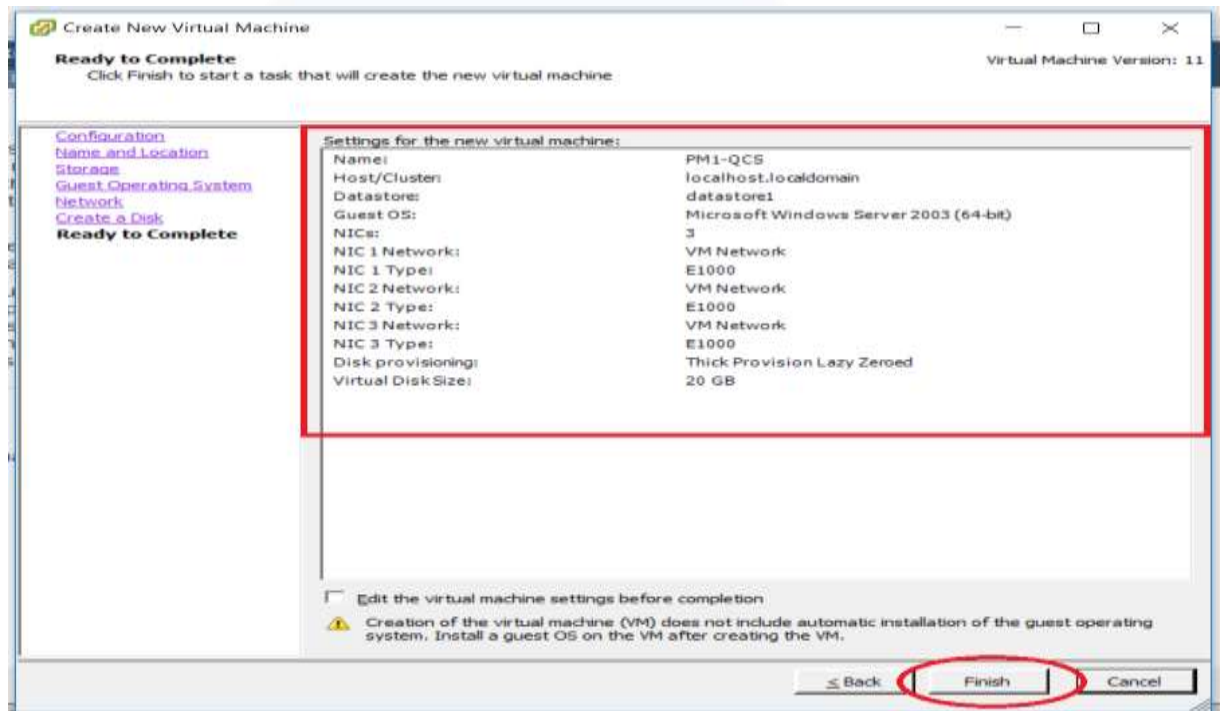 Create New Virtual Machine
Ready to Complete
Click Finish to start a task that will create the new virtual machine
Virtual Machine Version: 11
Configuration
Name and Location
Storage
Guest Operating System
Network
Create a Disk
Ready to Complete
Settings for the new virtual machine:
Name: PM1-QCS
Host/Cluster: localhost.localdomain
Datastore: datastore1
Guest OS: Microsoft Windows Server 2003 (64-bit)
NICs: 3
NIC 1 Network: VM Network
NIC 1 Type: E1000
NIC 2 Network: VM Network
NIC 2 Type: E1000
NIC 3 Network: VM Network
NIC 3 Type: E1000
Disk provisioning: Thick Provision Lazy Zeroed
Virtual Disk Size: 20 GB
Edit the virtual machine settings before completion
Creation of the virtual machine (VM) does not include automatic installation of the guest operating
system. Install a guest OS on the VM after creating the VM.
≤ Back
Finish
Cancel